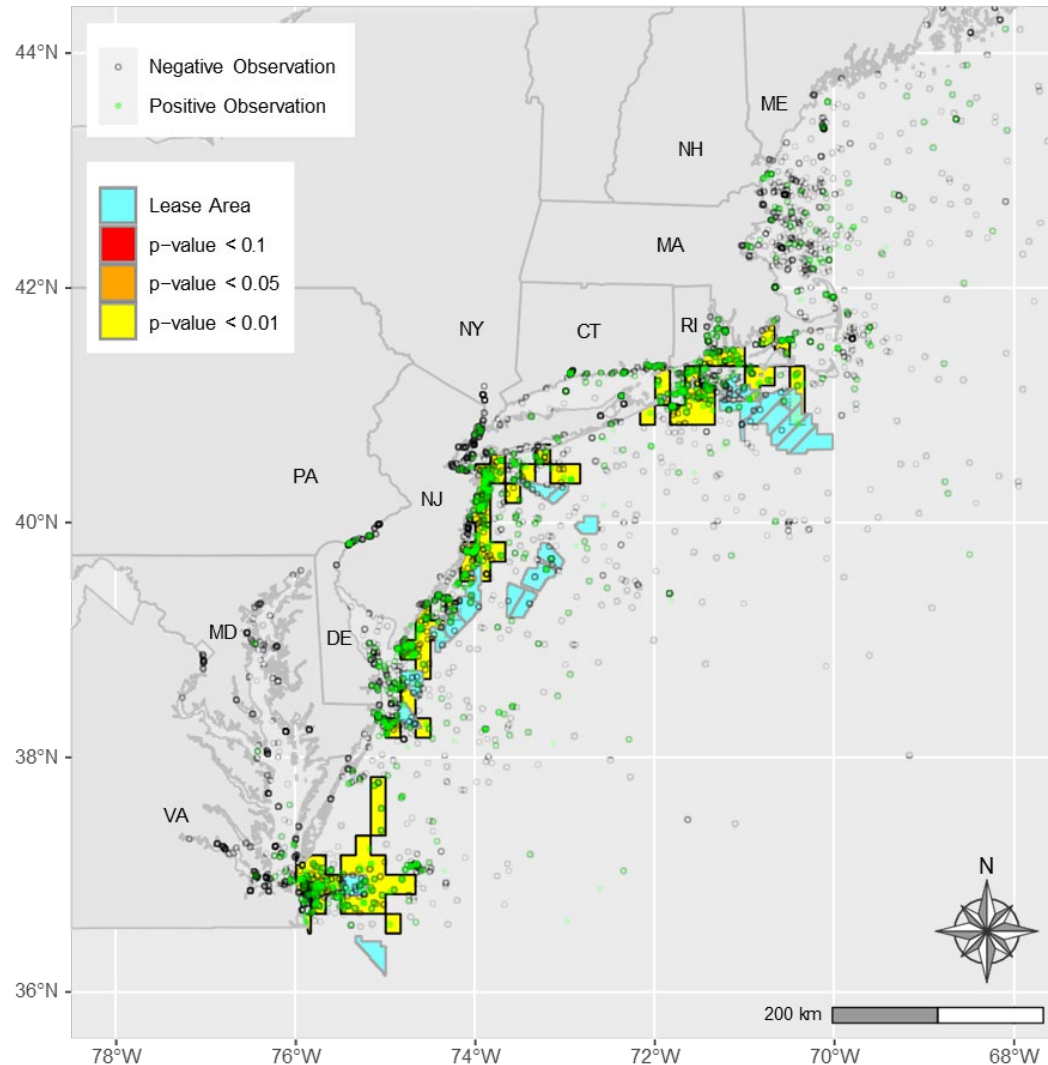 44°N
42°N
40°N
38°N
36°N
Negative Observation
Positive Observation
Lease Area
p−value < 0.1
p−value < 0.05
p−value < 0.01
ME
NH
MA
NY
CT
RI
PA
NJ
MD
DE
VA
N
200 km
78°W
76°W
74°W
72°W
70°W
68°W